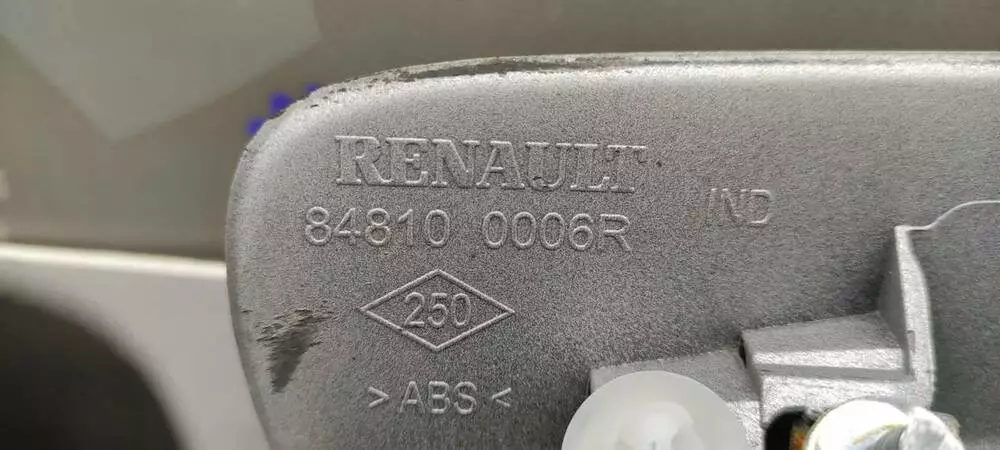 RENAULT
84810 0006R
IND
250
> ABS <